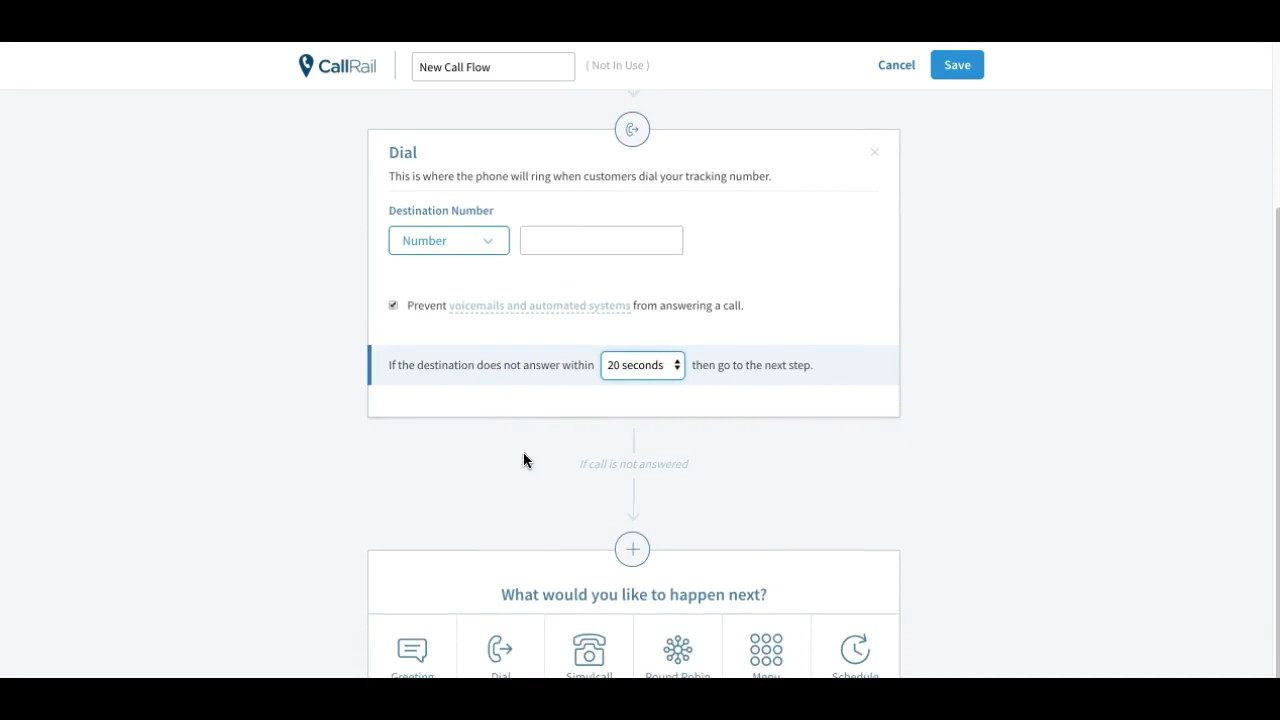 CallRail
New Call Flow
( Not In Use )
Cancel
Save
Dial
This is where the phone will ring when customers dial your tracking number.
Destination Number
Number
Prevent voicemails and automated systems from answering a call.
If the destination does not answer within 20 seconds then go to the next step.
If call is not answered
What would you like to happen next?
Greeting
Dial
Simulcall
Round Robin
Menu
Schedule